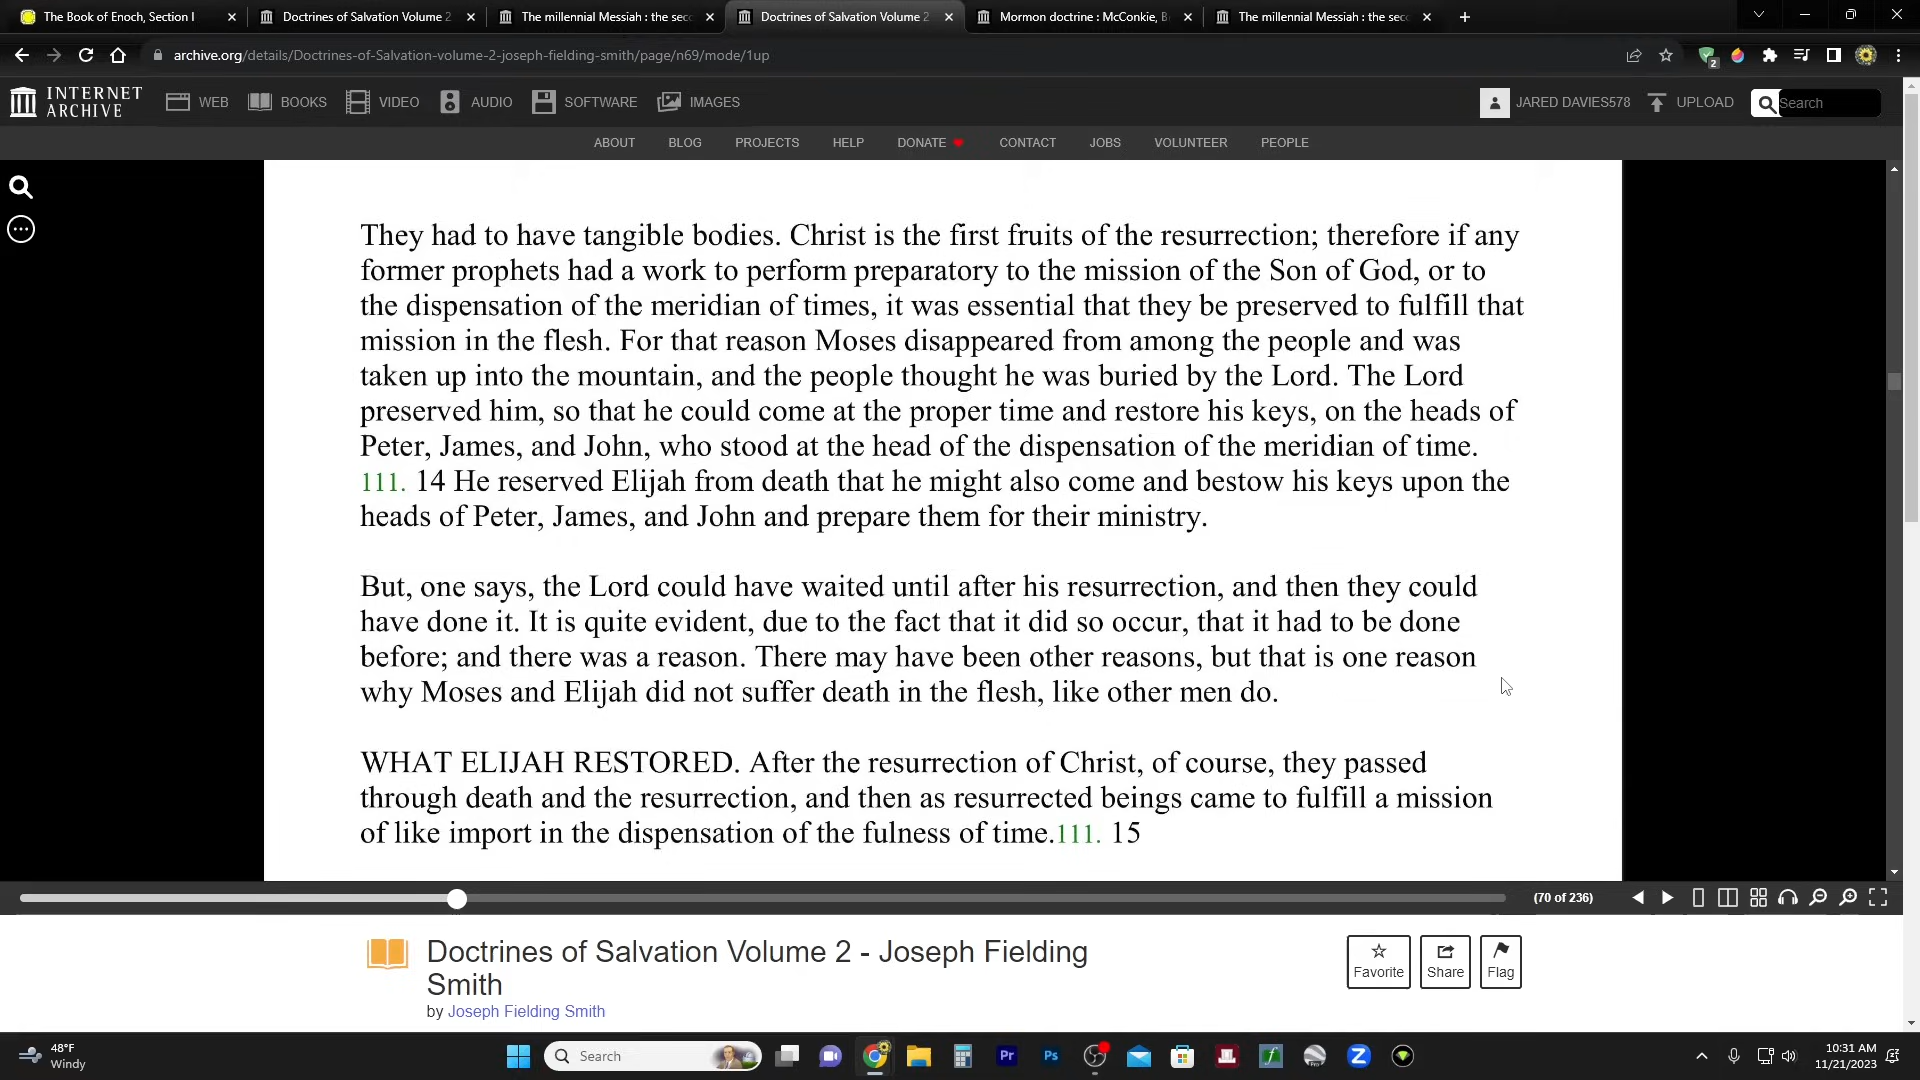 The Book of Enoch, Section I
Doctrines of Salvation Volume 2
The millennial Messiah : the sec
Doctrines of Salvation Volume 2
Mormon doctrine : McConkie, B
The millennial Messiah : the sec
archive.org/details/Doctrines-of-Salvation-volume-2-joseph-fielding-smith/page/n69/mode/1up
2
INTERNET
ARCHIVE
WEB
BOOKS
VIDEO
AUDIO
SOFTWARE
IMAGES
JARED DAVIES578
UPLOAD
Search
ABOUT
BLOG
PROJECTS
HELP
DONATE
CONTACT
JOBS
VOLUNTEER
PEOPLE
They had to have tangible bodies. Christ is the first fruits of the resurrection; therefore if any
former prophets had a work to perform preparatory to the mission of the Son of God, or to
the dispensation of the meridian of times, it was essential that they be preserved to fulfill that
mission in the flesh. For that reason Moses disappeared from among the people and was
taken up into the mountain, and the people thought he was buried by the Lord. The Lord
preserved him, so that he could come at the proper time and restore his keys, on the heads of
Peter, James, and John, who stood at the head of the dispensation of the meridian of time.
111. 14 He reserved Elijah from death that he might also come and bestow his keys upon the
heads of Peter, James, and John and prepare them for their ministry.
But, one says, the Lord could have waited until after his resurrection, and then they could
have done it. It is quite evident, due to the fact that it did so occur, that it had to be done
before; and there was a reason. There may have been other reasons, but that is one reason
why Moses and Elijah did not suffer death in the flesh, like other men do.
WHAT ELIJAH RESTORED. After the resurrection of Christ, of course, they passed
through death and the resurrection, and then as resurrected beings came to fulfill a mission
of like import in the dispensation of the fulness of time.111. 15
(70 of 236)
Doctrines of Salvation Volume 2 - Joseph Fielding
Smith
by Joseph Fielding Smith
Favorite
Share
Flag
48°F
Windy
Search
Pr
Ps
Z
10:31 AM
11/21/2023